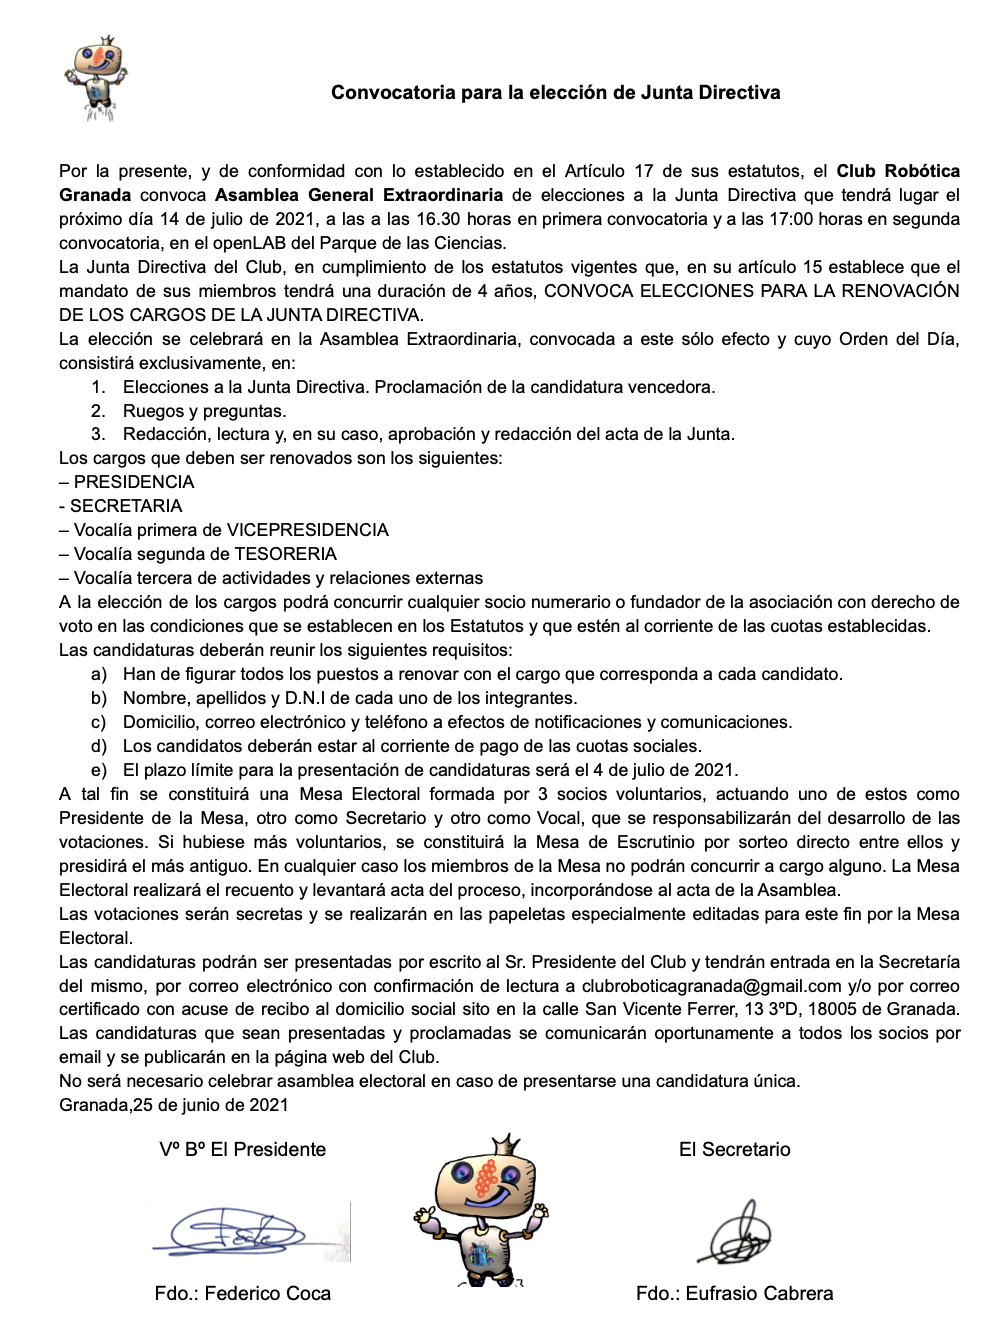 Convocatoria para la elección de Junta Directiva
Por la presente, y de conformidad con lo establecido en el Artículo 17 de sus estatutos, el Club Robótica
Granada convoca Asamblea General Extraordinaria de elecciones a la Junta Directiva que tendrá lugar el
próximo día 14 de julio de 2021, a las a las 16.30 horas en primera convocatoria y a las 17:00 horas en segunda
convocatoria, en el openLAB del Parque de las Ciencias.
La Junta Directiva del Club, en cumplimiento de los estatutos vigentes que, en su artículo 15 establece que el
mandato de sus miembros tendrá una duración de 4 años, CONVOCA ELECCIONES PARA LA RENOVACIÓN
DE LOS CARGOS DE LA JUNTA DIRECTIVA.
La elección se celebrará en la Asamblea Extraordinaria, convocada a este sólo efecto y cuyo Orden del Día,
consistirá exclusivamente, en:
1. Elecciones a la Junta Directiva. Proclamación de la candidatura vencedora.
2. Ruegos y preguntas.
3. Redacción, lectura y, en su caso, aprobación y redacción del acta de la Junta.
Los cargos que deben ser renovados son los siguientes:
– PRESIDENCIA
- SECRETARIA
– Vocalía primera de VICEPRESIDENCIA
– Vocalía segunda de TESORERIA
– Vocalía tercera de actividades y relaciones externas
A la elección de los cargos podrá concurrir cualquier socio numerario o fundador de la asociación con derecho de
voto en las condiciones que se establecen en los Estatutos y que estén al corriente de las cuotas establecidas.
Las candidaturas deberán reunir los siguientes requisitos:
a) Han de figurar todos los puestos a renovar con el cargo que corresponda a cada candidato.
b) Nombre, apellidos y D.N.I de cada uno de los integrantes.
c) Domicilio, correo electrónico y teléfono a efectos de notificaciones y comunicaciones.
d) Los candidatos deberán estar al corriente de pago de las cuotas sociales.
e) El plazo límite para la presentación de candidaturas será el 4 de julio de 2021.
A tal fin se constituirá una Mesa Electoral formada por 3 socios voluntarios, actuando uno de estos como
Presidente de la Mesa, otro como Secretario y otro como Vocal, que se responsabilizarán del desarrollo de las
votaciones. Si hubiese más voluntarios, se constituirá la Mesa de Escrutinio por sorteo directo entre ellos y
presidirá el más antiguo. En cualquier caso los miembros de la Mesa no podrán concurrir a cargo alguno. La Mesa
Electoral realizará el recuento y levantará acta del proceso, incorporándose al acta de la Asamblea.
Las votaciones serán secretas y se realizarán en las papeletas especialmente editadas para este fin por la Mesa
Electoral.
Las candidaturas podrán ser presentadas por escrito al Sr. Presidente del Club y tendrán entrada en la Secretaría
del mismo, por correo electrónico con confirmación de lectura a clubroboticagranada@gmail.com y/o por correo
certificado con acuse de recibo al domicilio social sito en la calle San Vicente Ferrer, 13 3ºD, 18005 de Granada.
Las candidaturas que sean presentadas y proclamadas se comunicarán oportunamente a todos los socios por
email y se publicarán en la página web del Club.
No será necesario celebrar asamblea electoral en caso de presentarse una candidatura única.
Granada,25 de junio de 2021
Vº Bº El Presidente
El Secretario
Fdo.: Federico Coca
Fdo.: Eufrasio Cabrera